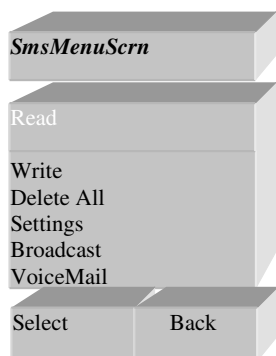 SmsMenuScrn
Read
Write
Delete All
Settings
Broadcast
VoiceMail
Select Back